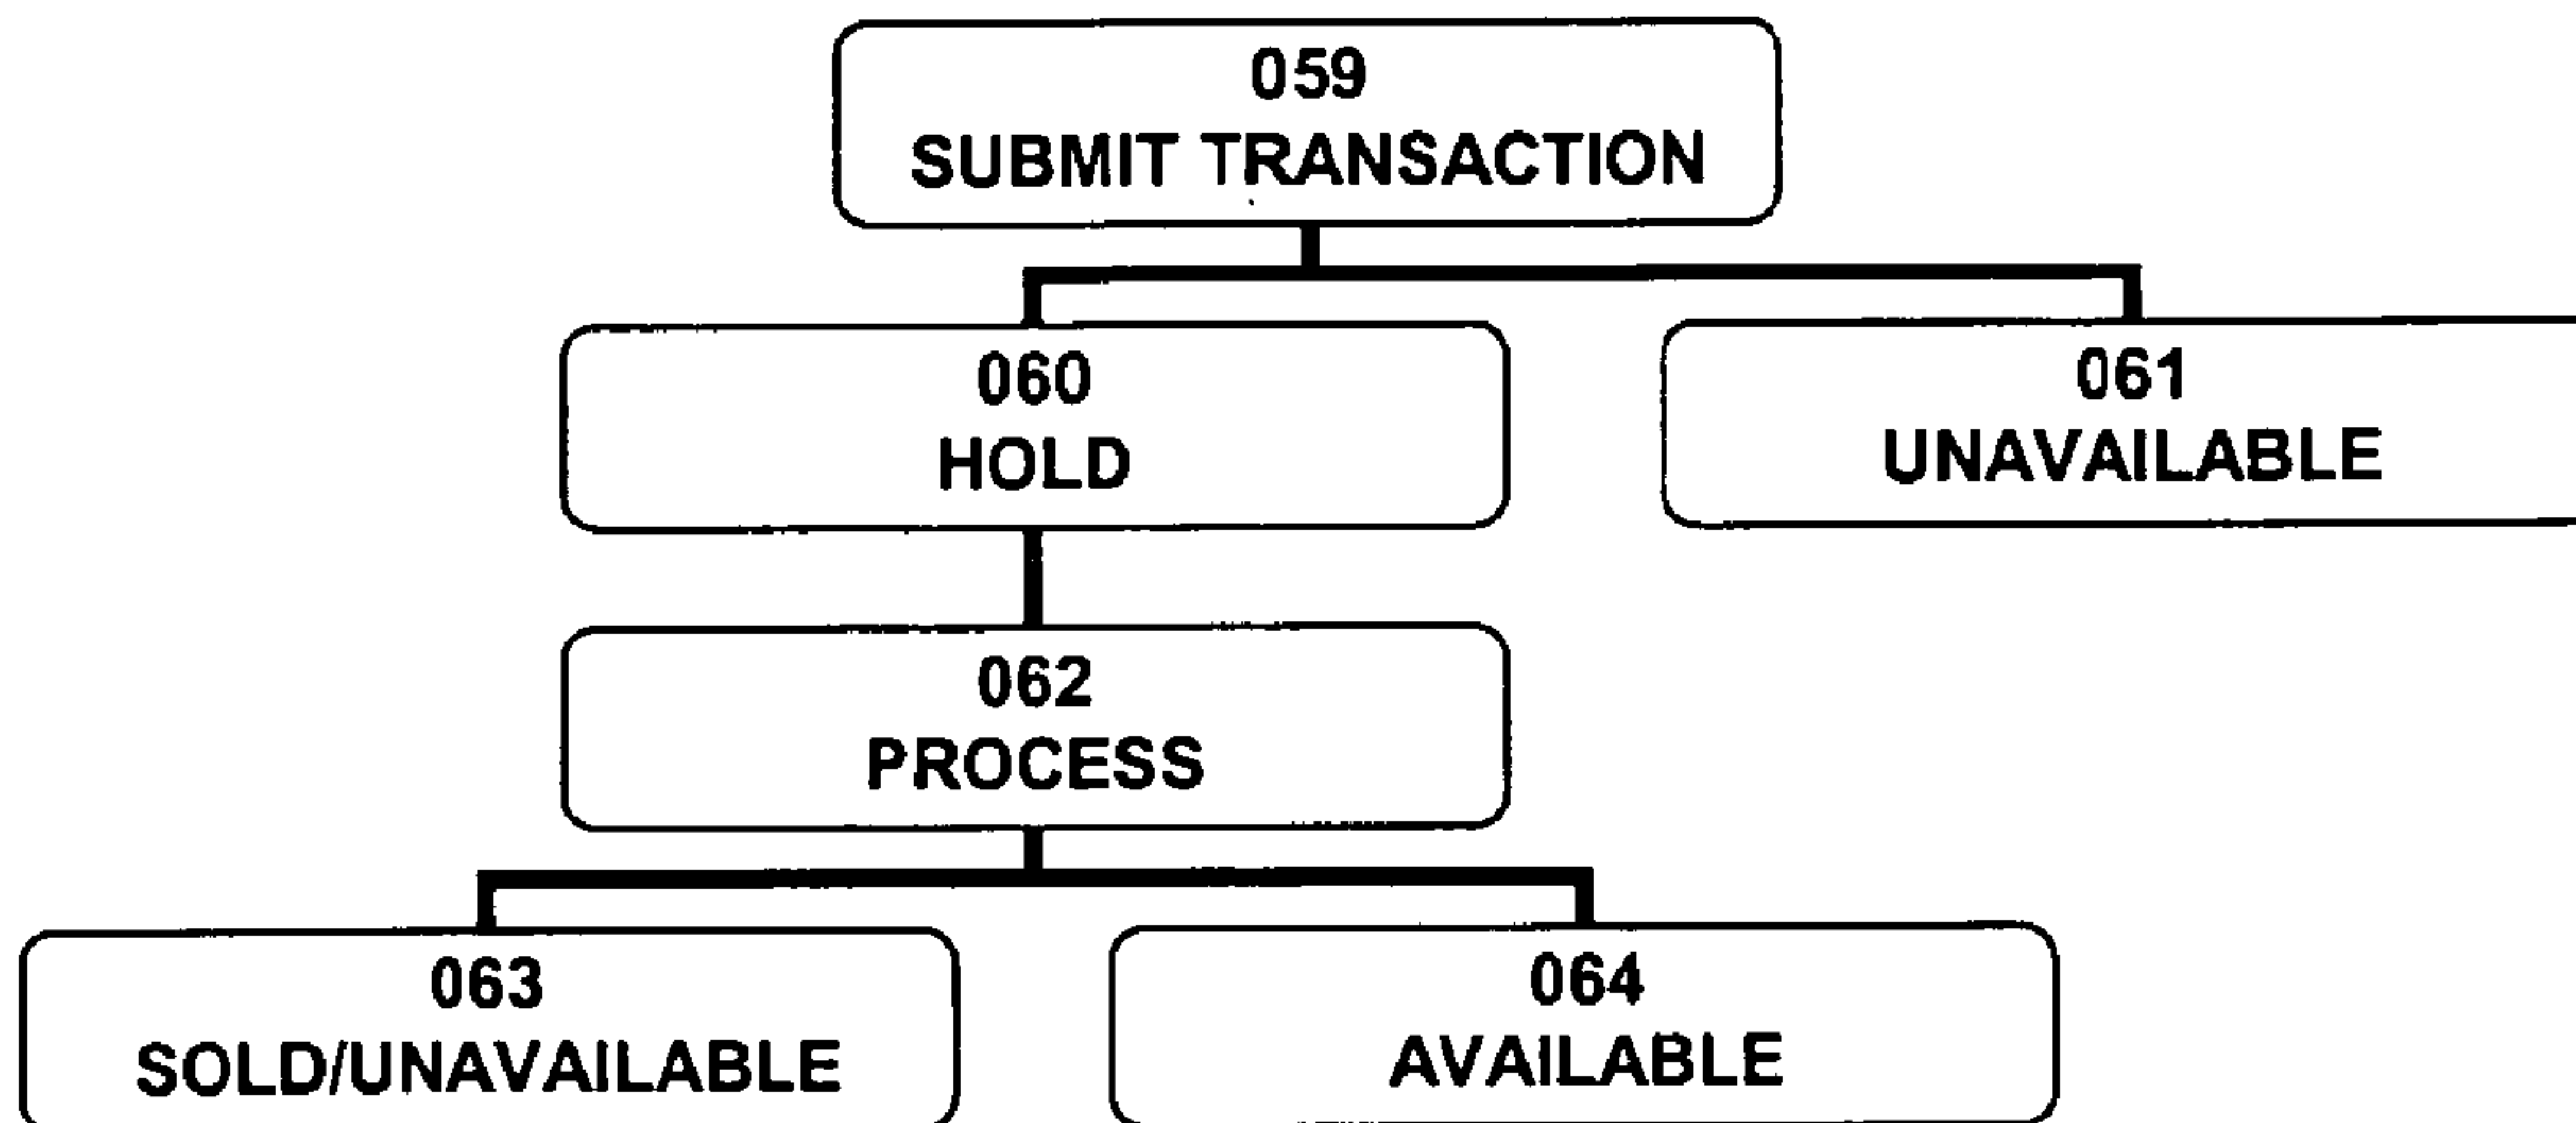 059
SUBMIT TRANSACTION
060
HOLD
061
UNAVAILABLE
062
PROCESS
063
SOLD/UNAVAILABLE
064
AVAILABLE